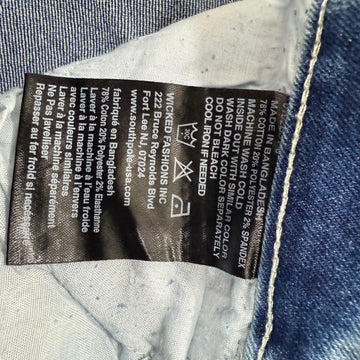 MADE IN BANGLADESH
78% COTTON 20% POLYESTER 2% SPANDEX
MACHINE WASH COLD
INSIDE OUT WITH SIMILAR COLOR
WASH DARK COLOR SEPARATELY
DO NOT BLEACH
COOL IRON IF NEEDED
WICKED FASHIONS INC
222 Bruce Reynolds Blvd
Fort Lee NJ, 07024
www.southpole-usa.com
fabriqué en Bangladesh
78% Coton 20% Polyester 2% Elasthanne
Laver à la machine à l'eau froide
Laver à la machine à l'envers
avec couleurs similaires
Laver les couleurs foncées séparément
Ne Pas javelliser
Repasser au fer froid si nécessaire